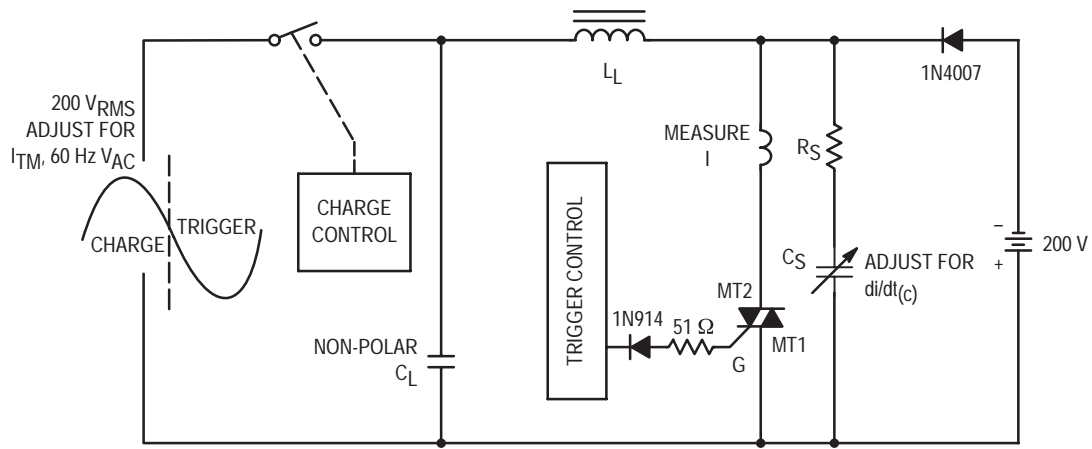 200 VRMS
ADJUST FOR
ITM, 60 Hz VAC
CHARGE
TRIGGER
CHARGE
CONTROL
NON-POLAR
CL
LL
TRIGGER CONTROL
MEASURE
I
1N914
51 Ω
G
MT2
MT1
RS
CS
ADJUST FOR
di/dt(c)
1N4007
–
+
200 V